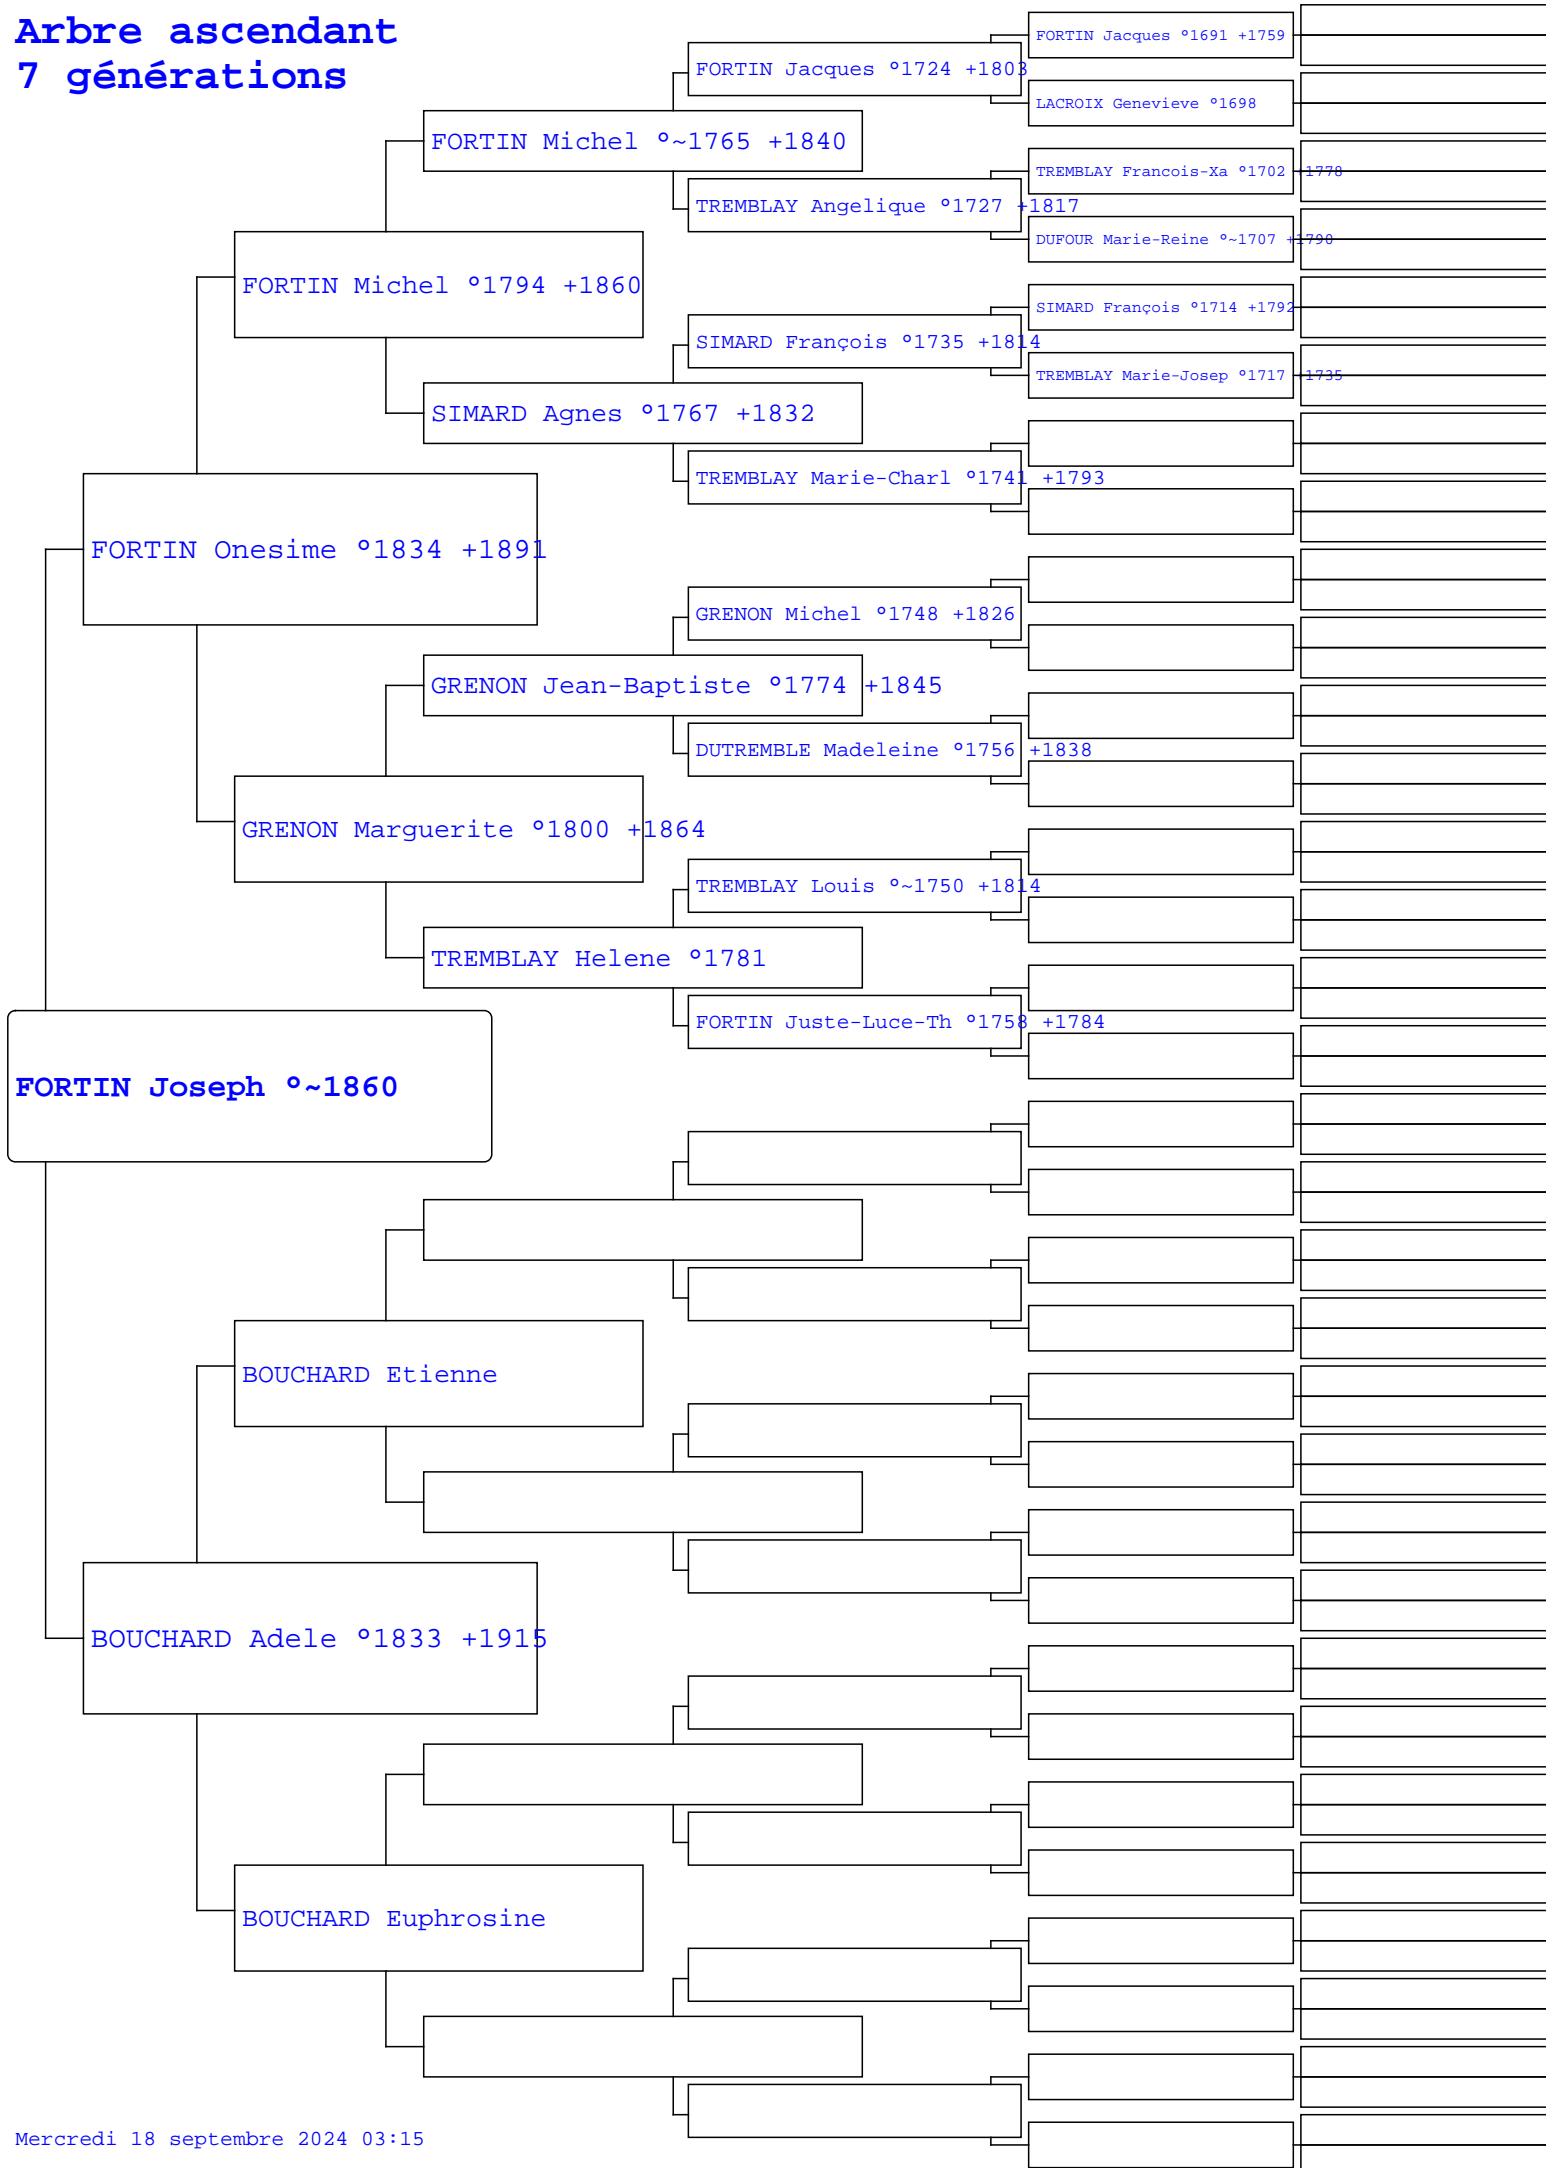 Arbre ascendant
7 générations
FORTIN Jacques °1691 +1759
FORTIN Jacques °1724 +1803
LACROIX Genevieve °1698
FORTIN Michel °~1765 +1840
TREMBLAY Francois-Xa °1702 +1778
TREMBLAY Angelique °1727 +1817
DUFOUR Marie-Reine °~1707 +1790
FORTIN Michel °1794 +1860
SIMARD François °1714 +1792
SIMARD François °1735 +1814
TREMBLAY Marie-Josep °1717 +1735
SIMARD Agnes °1767 +1832
TREMBLAY Marie-Charl °1741 +1793
FORTIN Onesime °1834 +1891
GRENON Michel °1748 +1826
GRENON Jean-Baptiste °1774 +1845
DUTREMBLE Madeleine °1756 +1838
GRENON Marguerite °1800 +1864
TREMBLAY Louis °~1750 +1814
TREMBLAY Helene °1781
FORTIN Juste-Luce-Th °1758 +1784
FORTIN Joseph °~1860
BOUCHARD Etienne
BOUCHARD Adele °1833 +1915
BOUCHARD Euphrosine
Mercredi 18 septembre 2024 03:15